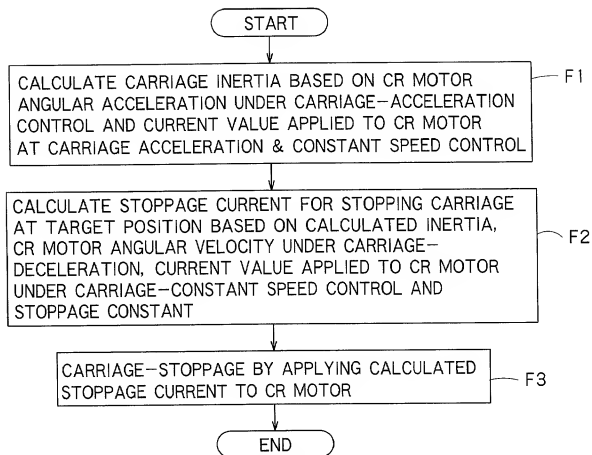 START
CALCULATE CARRIAGE INERTIA BASED ON CR MOTOR
ANGULAR ACCELERATION UNDER CARRIAGE-ACCELERATION
CONTROL AND CURRENT VALUE APPLIED TO CR MOTOR
AT CARRIAGE ACCELERATION & CONSTANT SPEED CONTROL
F1
CALCULATE STOPPAGE CURRENT FOR STOPPING CARRIAGE
AT TARGET POSITION BASED ON CALCULATED INERTIA,
CR MOTOR ANGULAR VELOCITY UNDER CARRIAGE-
DECELERATION, CURRENT VALUE APPLIED TO CR MOTOR
UNDER CARRIAGE-CONSTANT SPEED CONTROL AND
STOPPAGE CONSTANT
F2
CARRIAGE-STOPPAGE BY APPLYING CALCULATED
STOPPAGE CURRENT TO CR MOTOR
F3
END